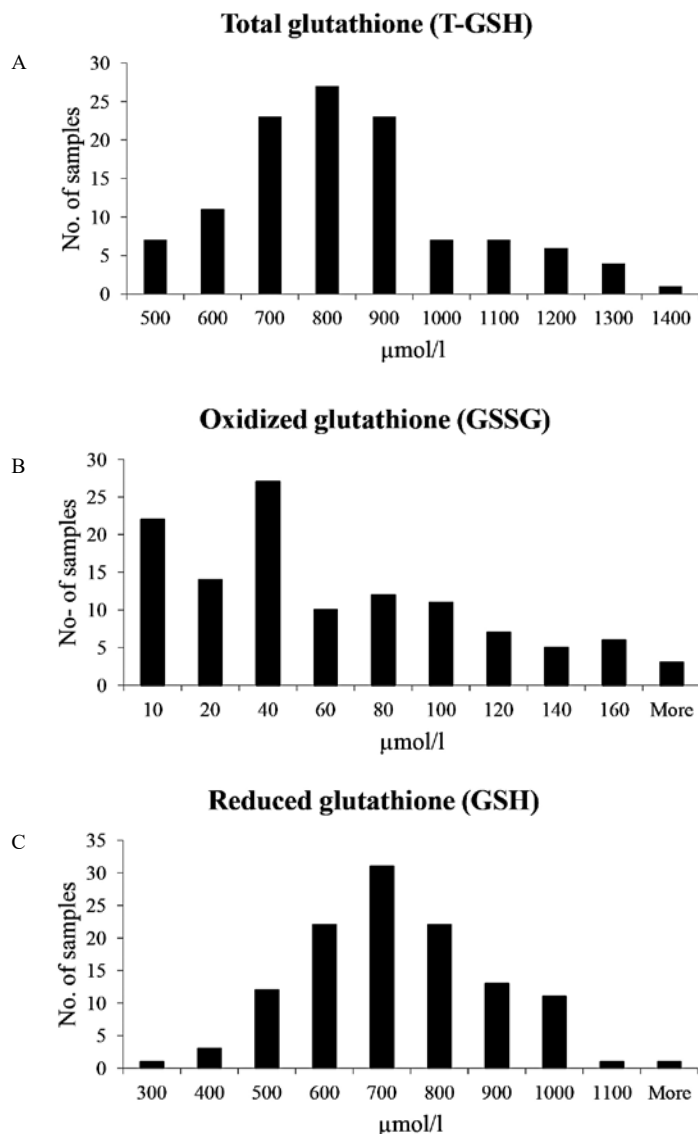 Total glutathione (T-GSH)
A
30
25
20
15
10
5
0
No. of samples
500 600 700 800 900 1000 1100 1200 1300 1400
µmol/l
Oxidized glutathione (GSSG)
B
30
25
20
15
10
5
0
No- of samples
10 20 40 60 80 100 120 140 160 More
µmol/l
Reduced glutathione (GSH)
C
35
30
25
20
15
10
5
0
No. of samples
300 400 500 600 700 800 900 1000 1100 More
µmol/l